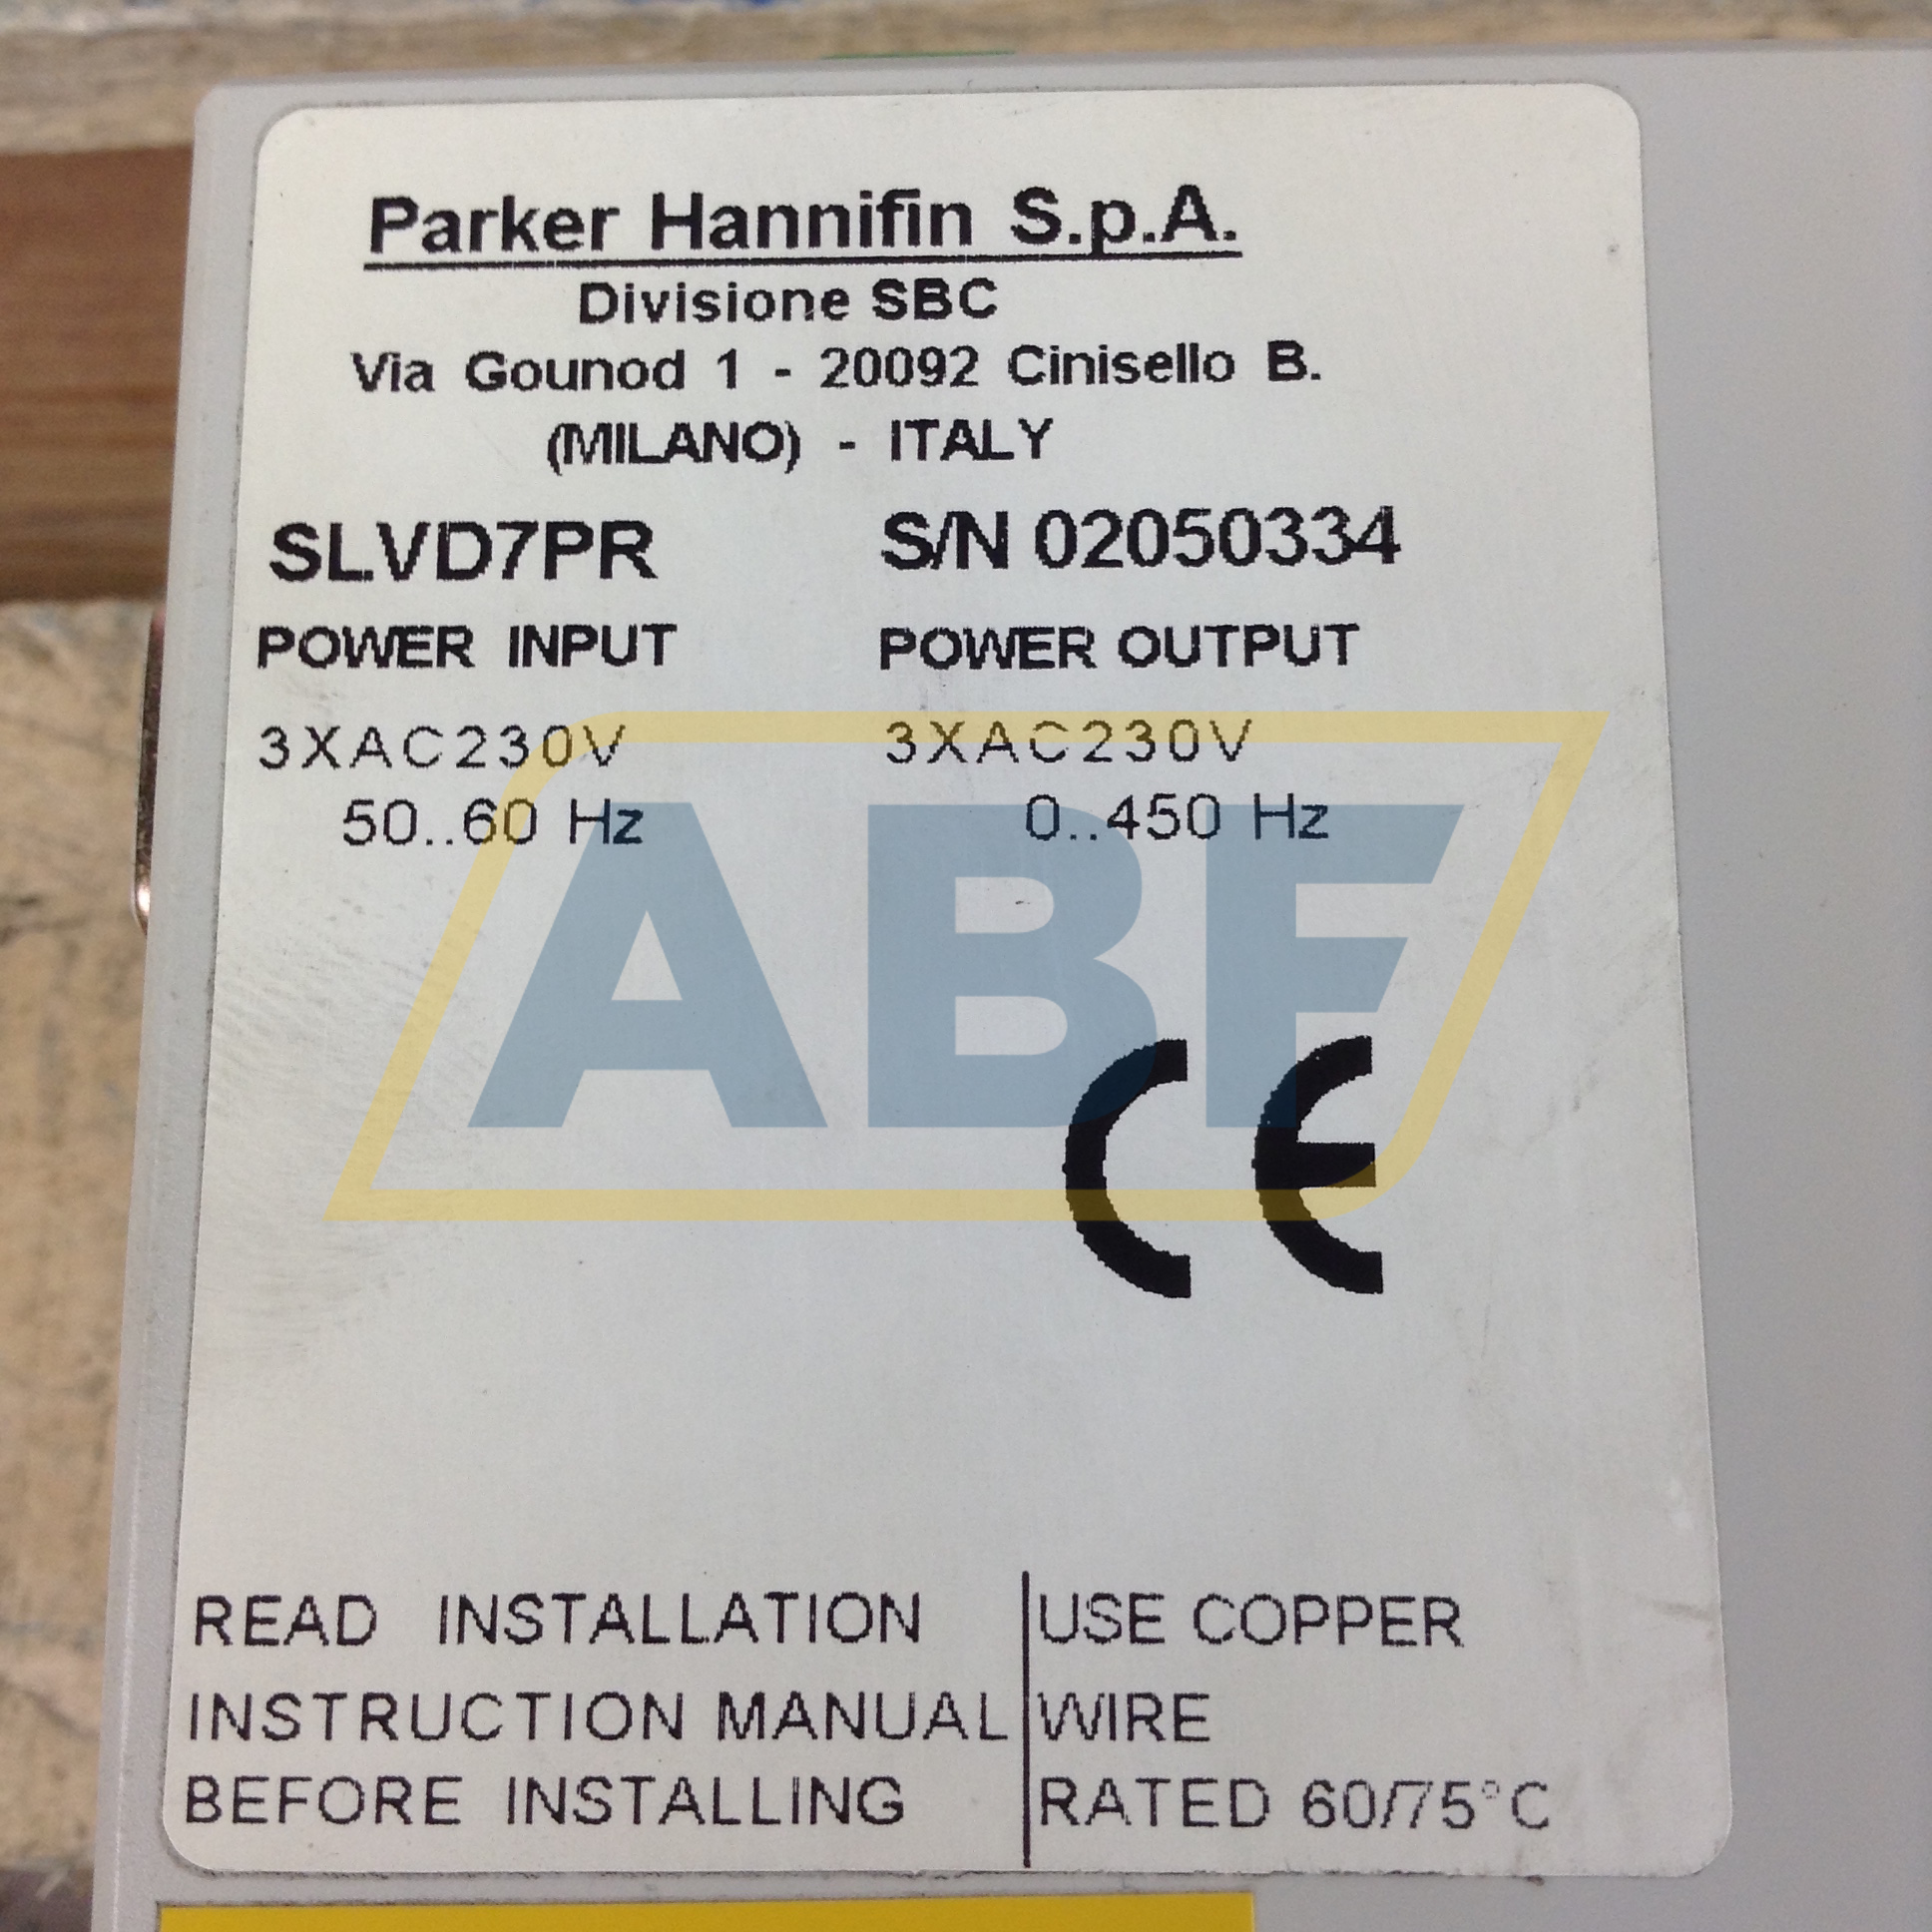 Parker Hannifin S.p.A.
Divisione SBC
Via Gounod 1 - 20092 Cinisello B.
(MILANO) - ITALY
SLVD7PR S/N 02050334
POWER INPUT POWER OUTPUT
3XAC230V 3XAC230V
50..60 Hz 0..450 Hz
ABF
CE
READ INSTALLATION
INSTRUCTION MANUAL
BEFORE INSTALLING
USE COPPER
WIRE
RATED 60/75°C